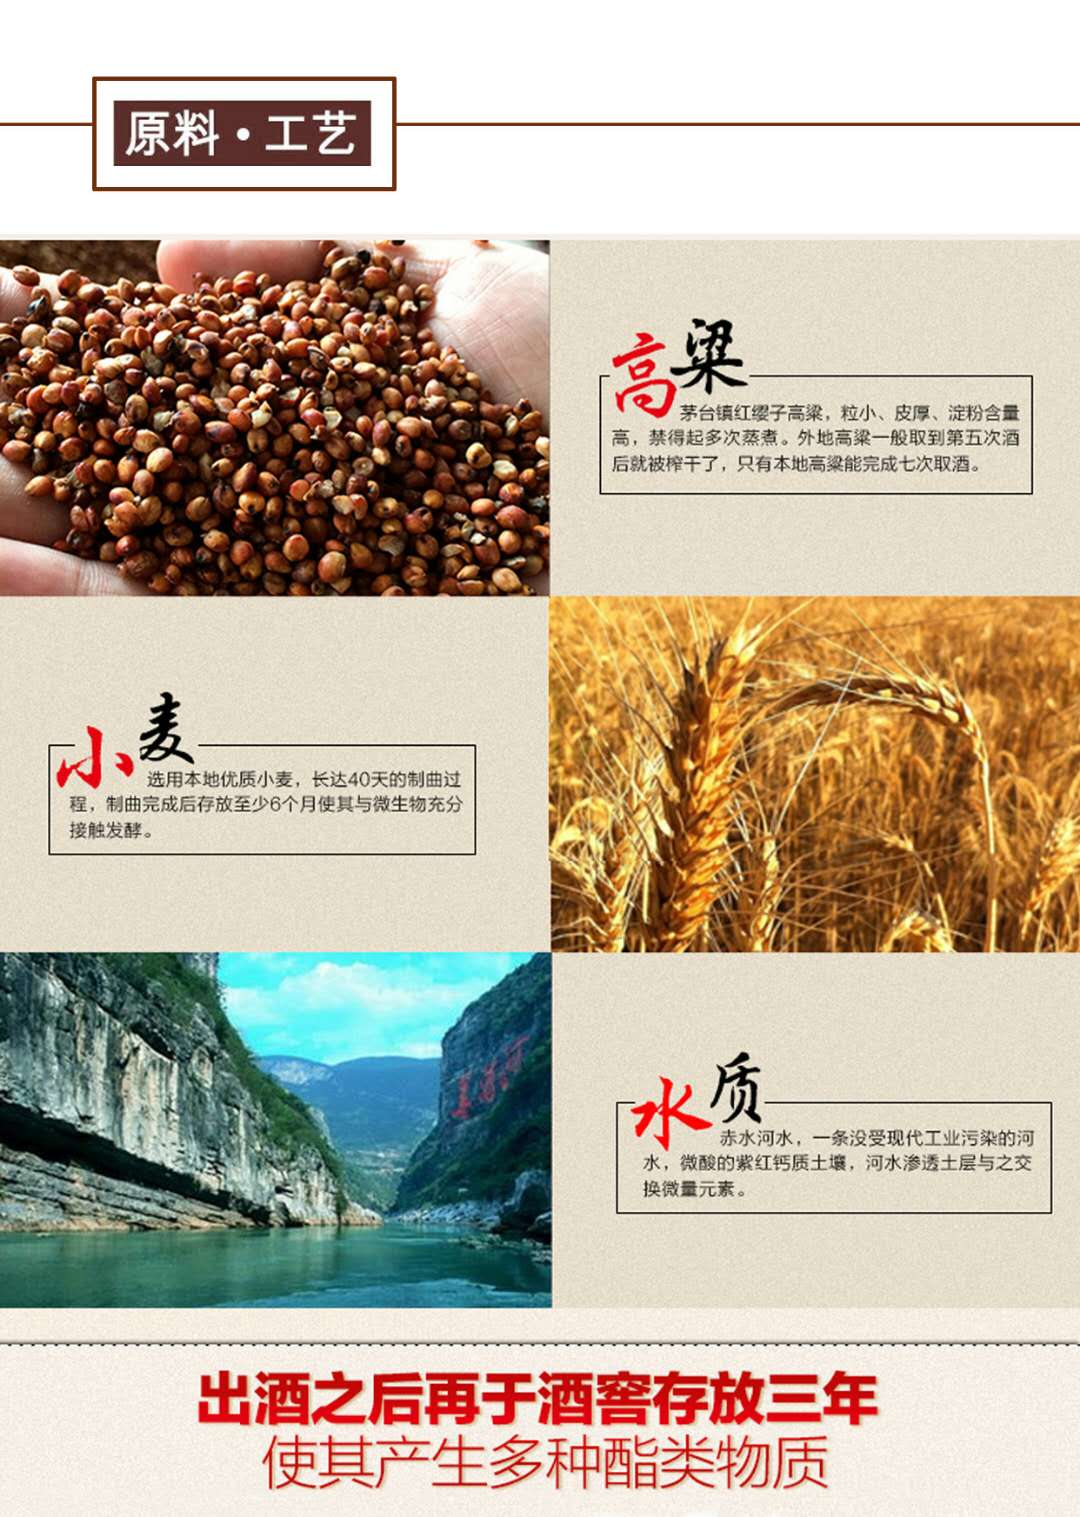 原料·工艺
高粱
茅台镇红缨子高粱，粒小、皮厚、淀粉含量
高，禁得起多次蒸煮。外地高粱一般取到第五次酒
后就被榨干了，只有本地高粱能完成七次取酒。
小麦
选用本地优质小麦，长达40天的制曲过
程，制曲完成后存放至少6个月使其与微生物充分
接触发酵。
美酒河
水质
赤水河水，一条没受现代工业污染的河
水，微酸的紫红钙质土壤，河水渗透土层与之交
换微量元素。
出酒之后再于酒窖存放三年
使其产生多种酯类物质